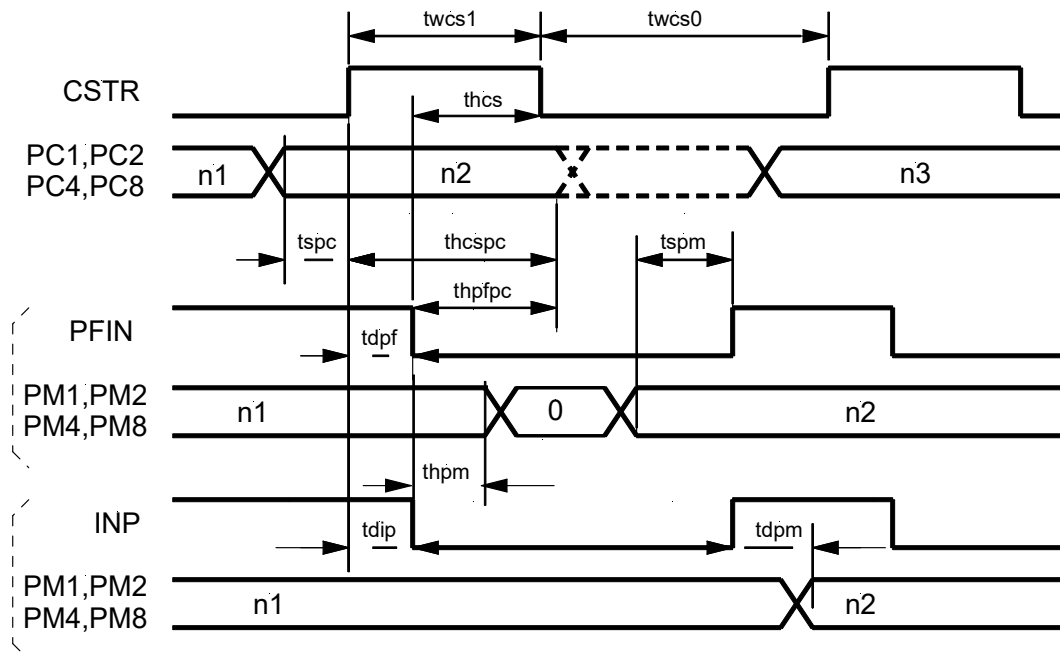 twcs1 twcs0
CSTR
thcs
PC1,PC2
PC4,PC8
n1 n2 n3
tspc thcspc tspm
thpfpc
PFIN
tdpf
PM1,PM2
PM4,PM8
n1 0 n2
thpm
INP
tdip tdpm
PM1,PM2
PM4,PM8
n1 n2